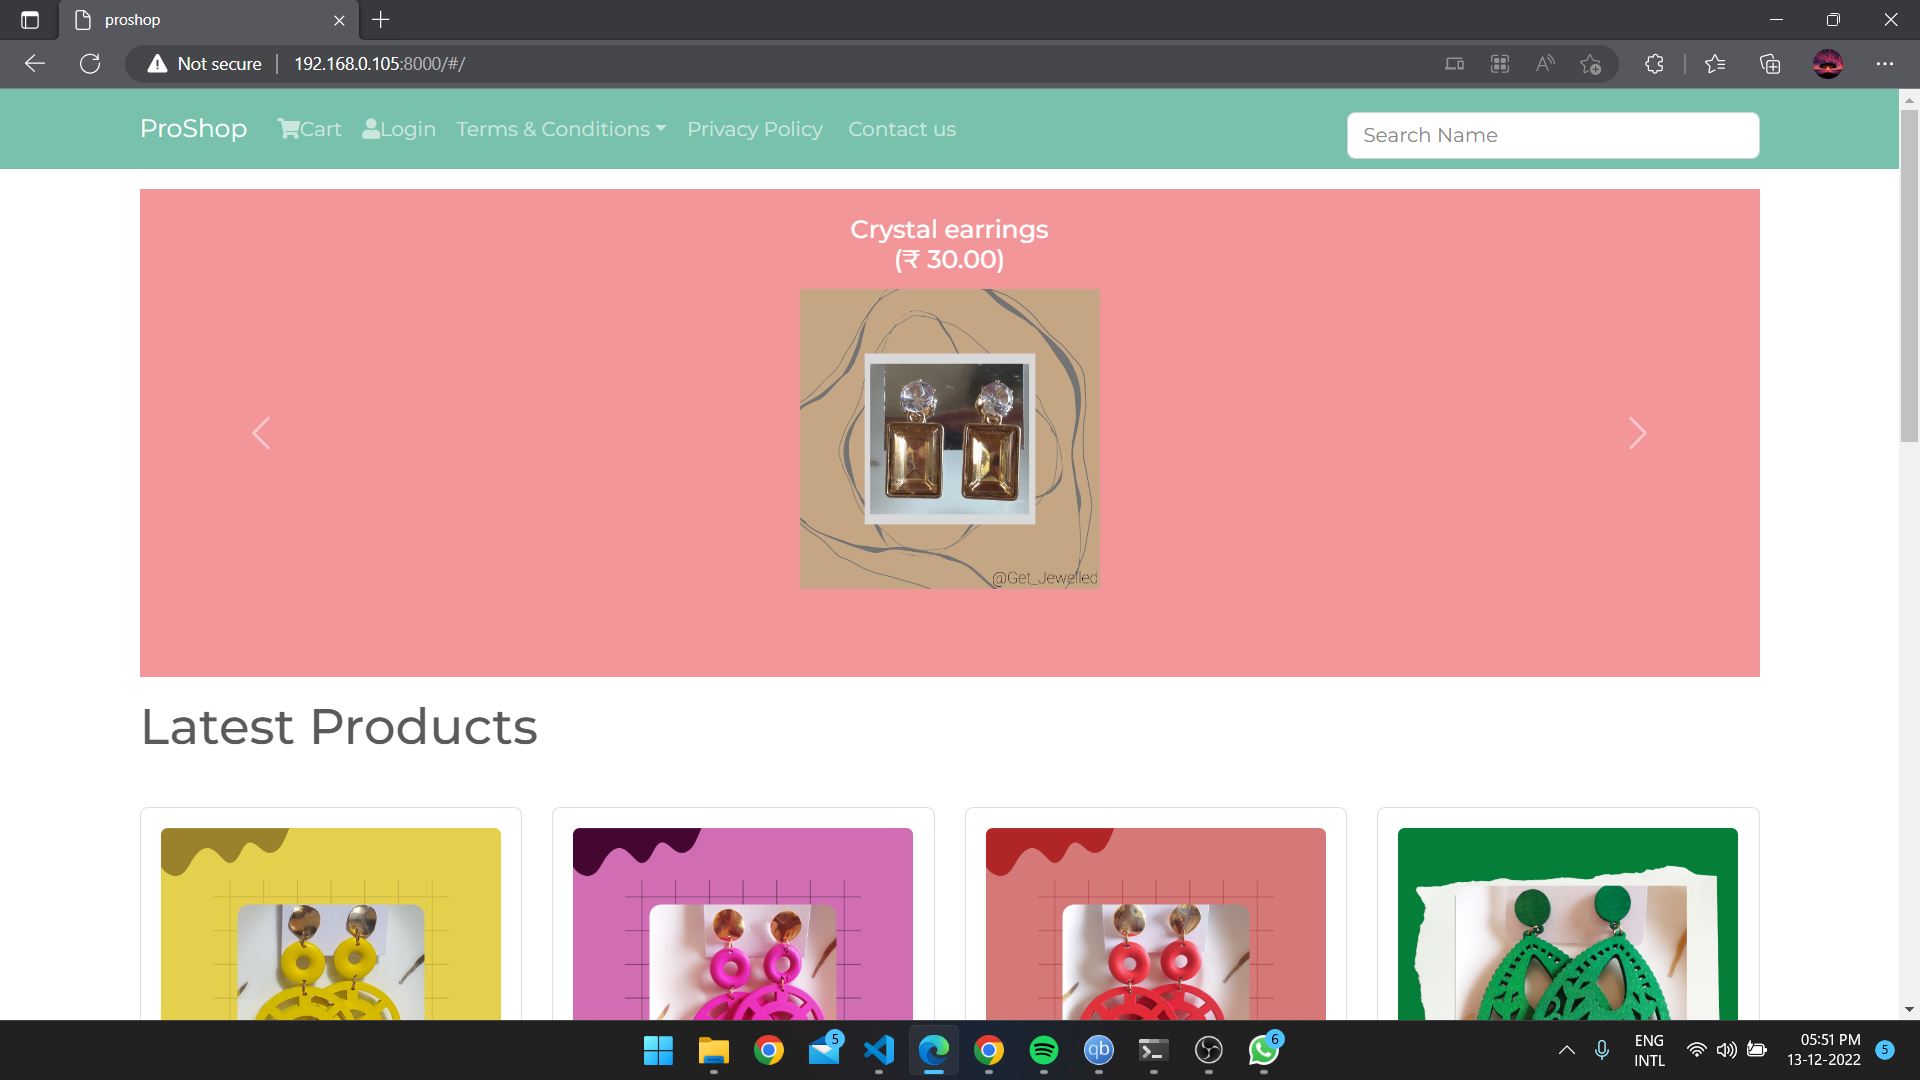 proshop
Not secure
192.168.0.105:8000/#/
ProShop
Cart
Login
Terms & Conditions
Privacy Policy
Contact us
Search Name
Crystal earrings
(₹ 30.00)
@Get_Jewelled
Latest Products
5
qb
6
ENG
INTL
05:51 PM
13-12-2022
5